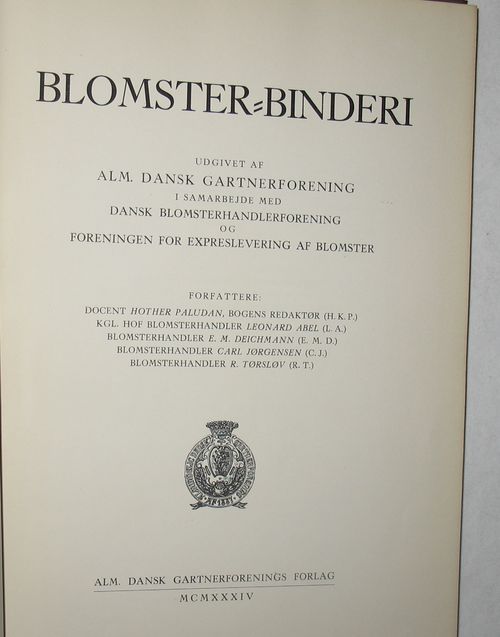 BLOMSTER=BINDERI
UDGIVET AF
ALM. DANSK GARTNERFORENING
I SAMARBEJDE MED
DANSK BLOMSTERHANDLERFORENING
OG
FORENINGEN FOR EXPRESLEVERING AF BLOMSTER
FORFATTERE:
DOCENT HOTHER PALUDAN, BOGENS REDAKTØR (H. K. P.)
KGL. HOF BLOMSTERHANDLER LEONARD ABEL (L. A.)
BLOMSTERHANDLER E. M. DEICHMANN (E. M. D.)
BLOMSTERHANDLER CARL JØRGENSEN (C. J.)
BLOMSTERHANDLER R. TØRSLØV (R. T.)
AF 1887
ALM. DANSK GARTNERFORENINGS FORLAG
MCMXXXIV